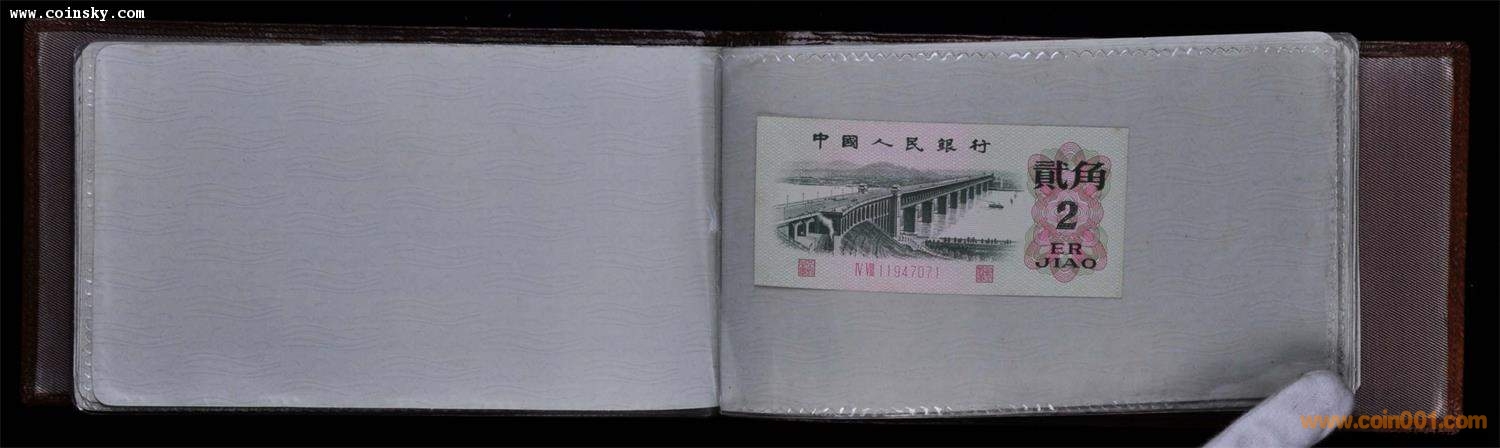 www.coinsky.com
中國人民銀行
貳角
2
ER
JIAO
IV VIII 11947071
www.coin001.com